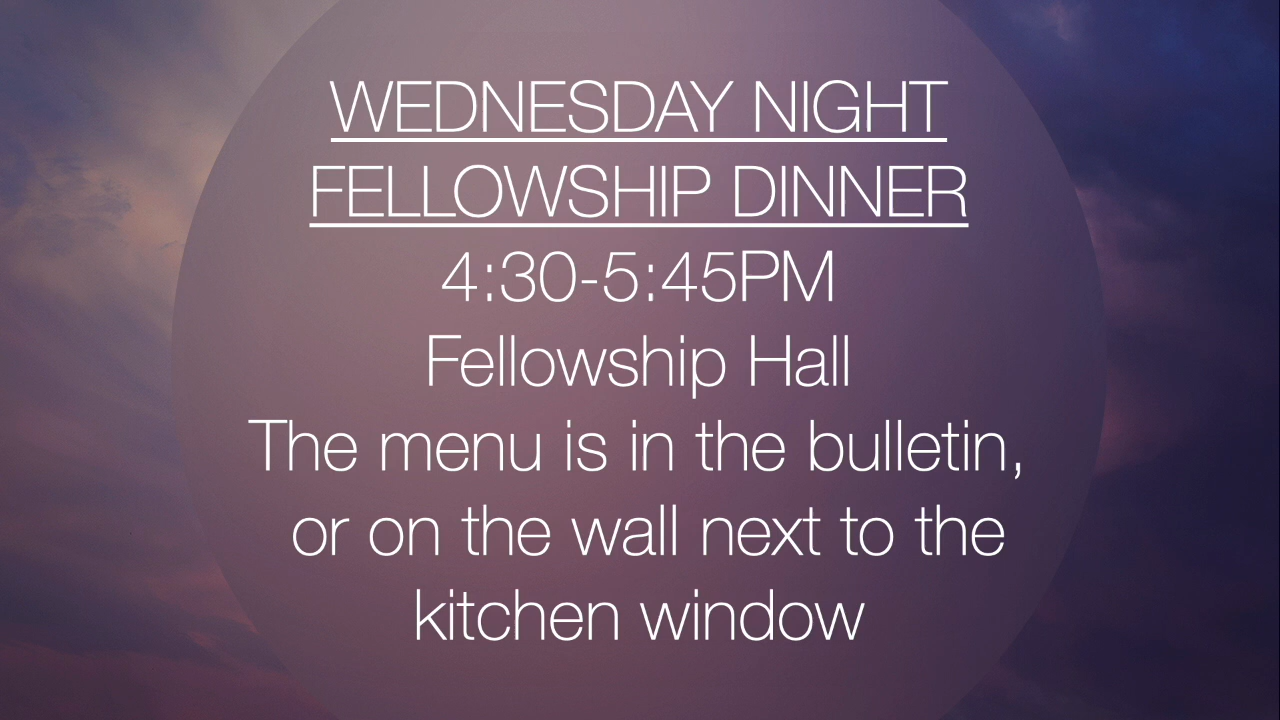 WEDNESDAY NIGHT
FELLOWSHIP DINNER
4:30-5:45PM
Fellowship Hall
The menu is in the bulletin,
or on the wall next to the
kitchen window